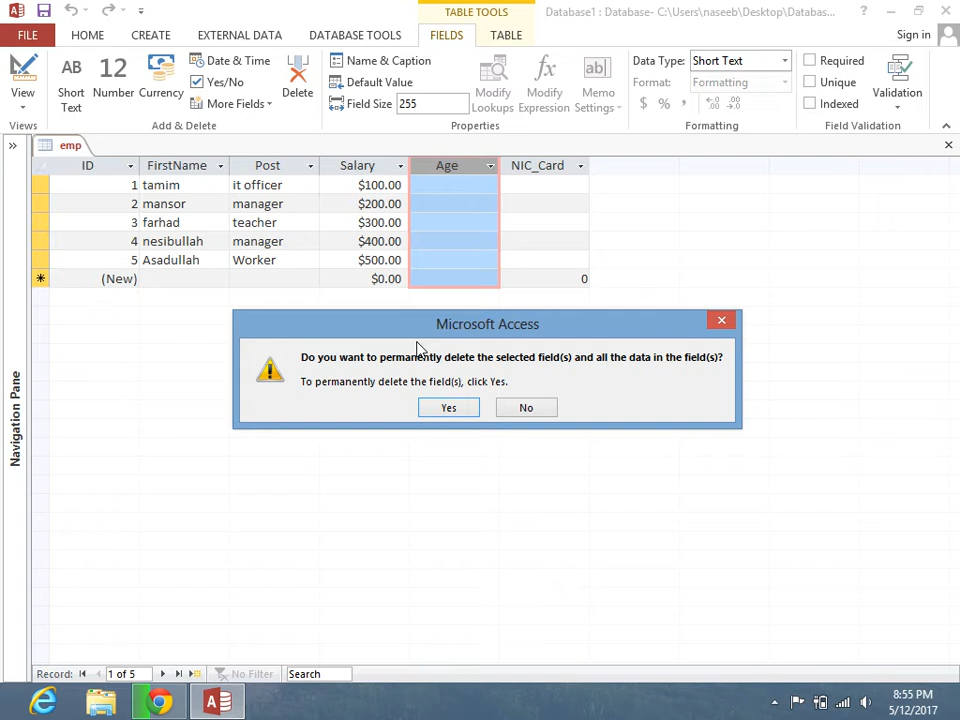 TABLE TOOLS
Database1 : Database- C:\Users\naseeb\Desktop\Databas...
FILE HOME CREATE EXTERNAL DATA DATABASE TOOLS FIELDS TABLE Sign in
View
Views
AB
Short Text
12
Number
Currency
Date & Time
Yes/No
More Fields
Delete
Add & Delete
Name & Caption
Default Value
Field Size 255
Modify Lookups
fx
Modify Expression
ab
Memo Settings
Properties
Data Type: Short Text
Format: Formatting
$ % , .00
Formatting
Required
Unique
Indexed
Validation
Field Validation
emp
ID FirstName Post Salary Age NIC_Card
1 tamim it officer $100.00
2 mansor manager $200.00
3 farhad teacher $300.00
4 nesibullah manager $400.00
5 Asadullah Worker $500.00
(New) $0.00 0
Microsoft Access
Do you want to permanently delete the selected field(s) and all the data in the field(s)?
To permanently delete the field(s), click Yes.
Yes No
Navigation Pane
Record: 1 of 5 No Filter Search
8:55 PM
5/12/2017